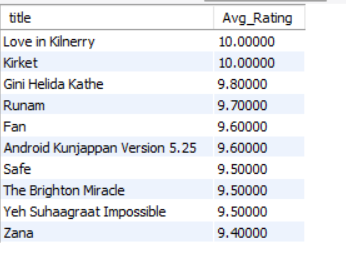 title Avg_Rating
Love in Kilnerry 10.00000
Kirket 10.00000
Gini Helida Kathe 9.80000
Runam 9.70000
Fan 9.60000
Android Kunjappan Version 5.25 9.60000
Safe 9.50000
The Brighton Miracle 9.50000
Yeh Suhaagraat Impossible 9.50000
Zana 9.40000